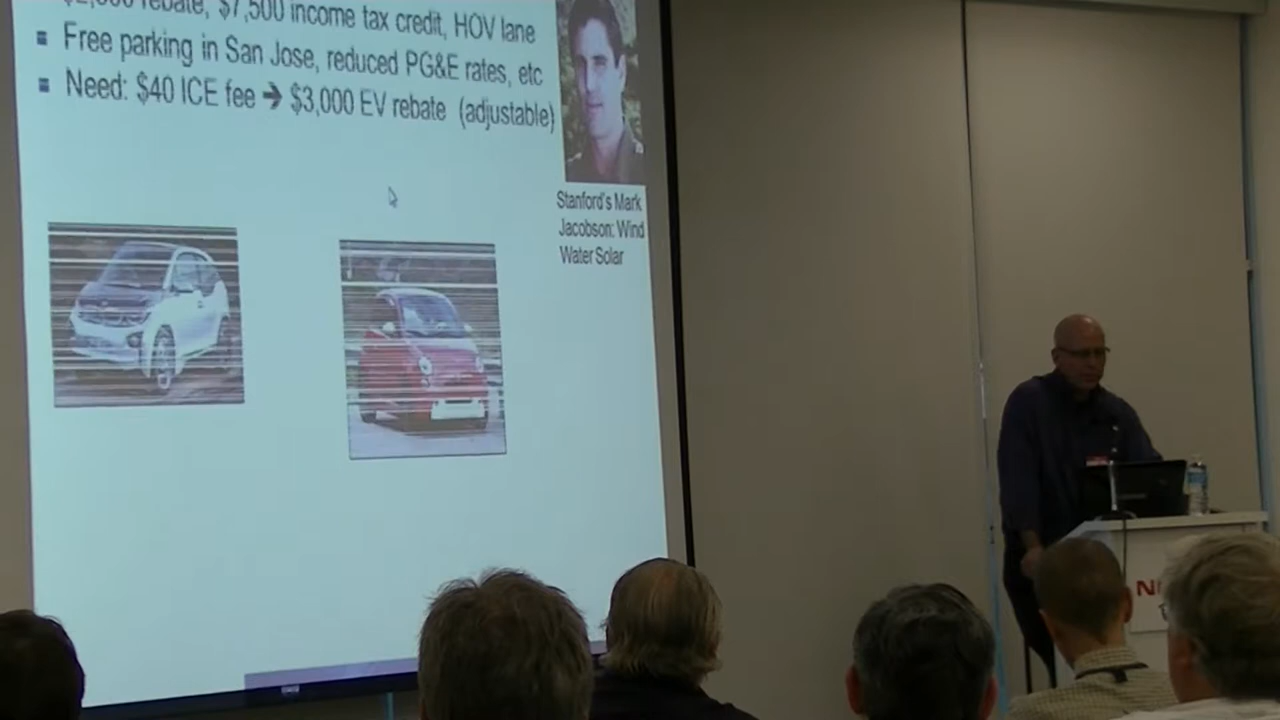 rebate, $7,500 income tax credit, HOV lane
Free parking in San Jose, reduced PG&E rates, etc
Need: $40 ICE fee ➔ $3,000 EV rebate (adjustable)
Stanford's Mark
Jacobson: Wind
Water Solar